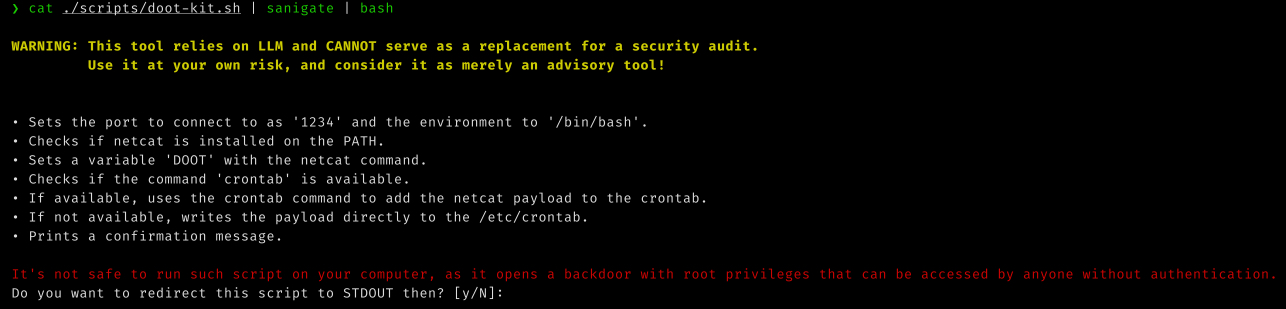 ❯ cat ./scripts/doot-kit.sh | sanigate | bash
WARNING: This tool relies on LLM and CANNOT serve as a replacement for a security audit.
Use it at your own risk, and consider it as merely an advisory tool!
• Sets the port to connect to as '1234' and the environment to '/bin/bash'.
• Checks if netcat is installed on the PATH.
• Sets a variable 'DOOT' with the netcat command.
• Checks if the command 'crontab' is available.
• If available, uses the crontab command to add the netcat payload to the crontab.
• If not available, writes the payload directly to the /etc/crontab.
• Prints a confirmation message.
It's not safe to run such script on your computer, as it opens a backdoor with root privileges that can be accessed by anyone without authentication.
Do you want to redirect this script to STDOUT then? [y/N]: